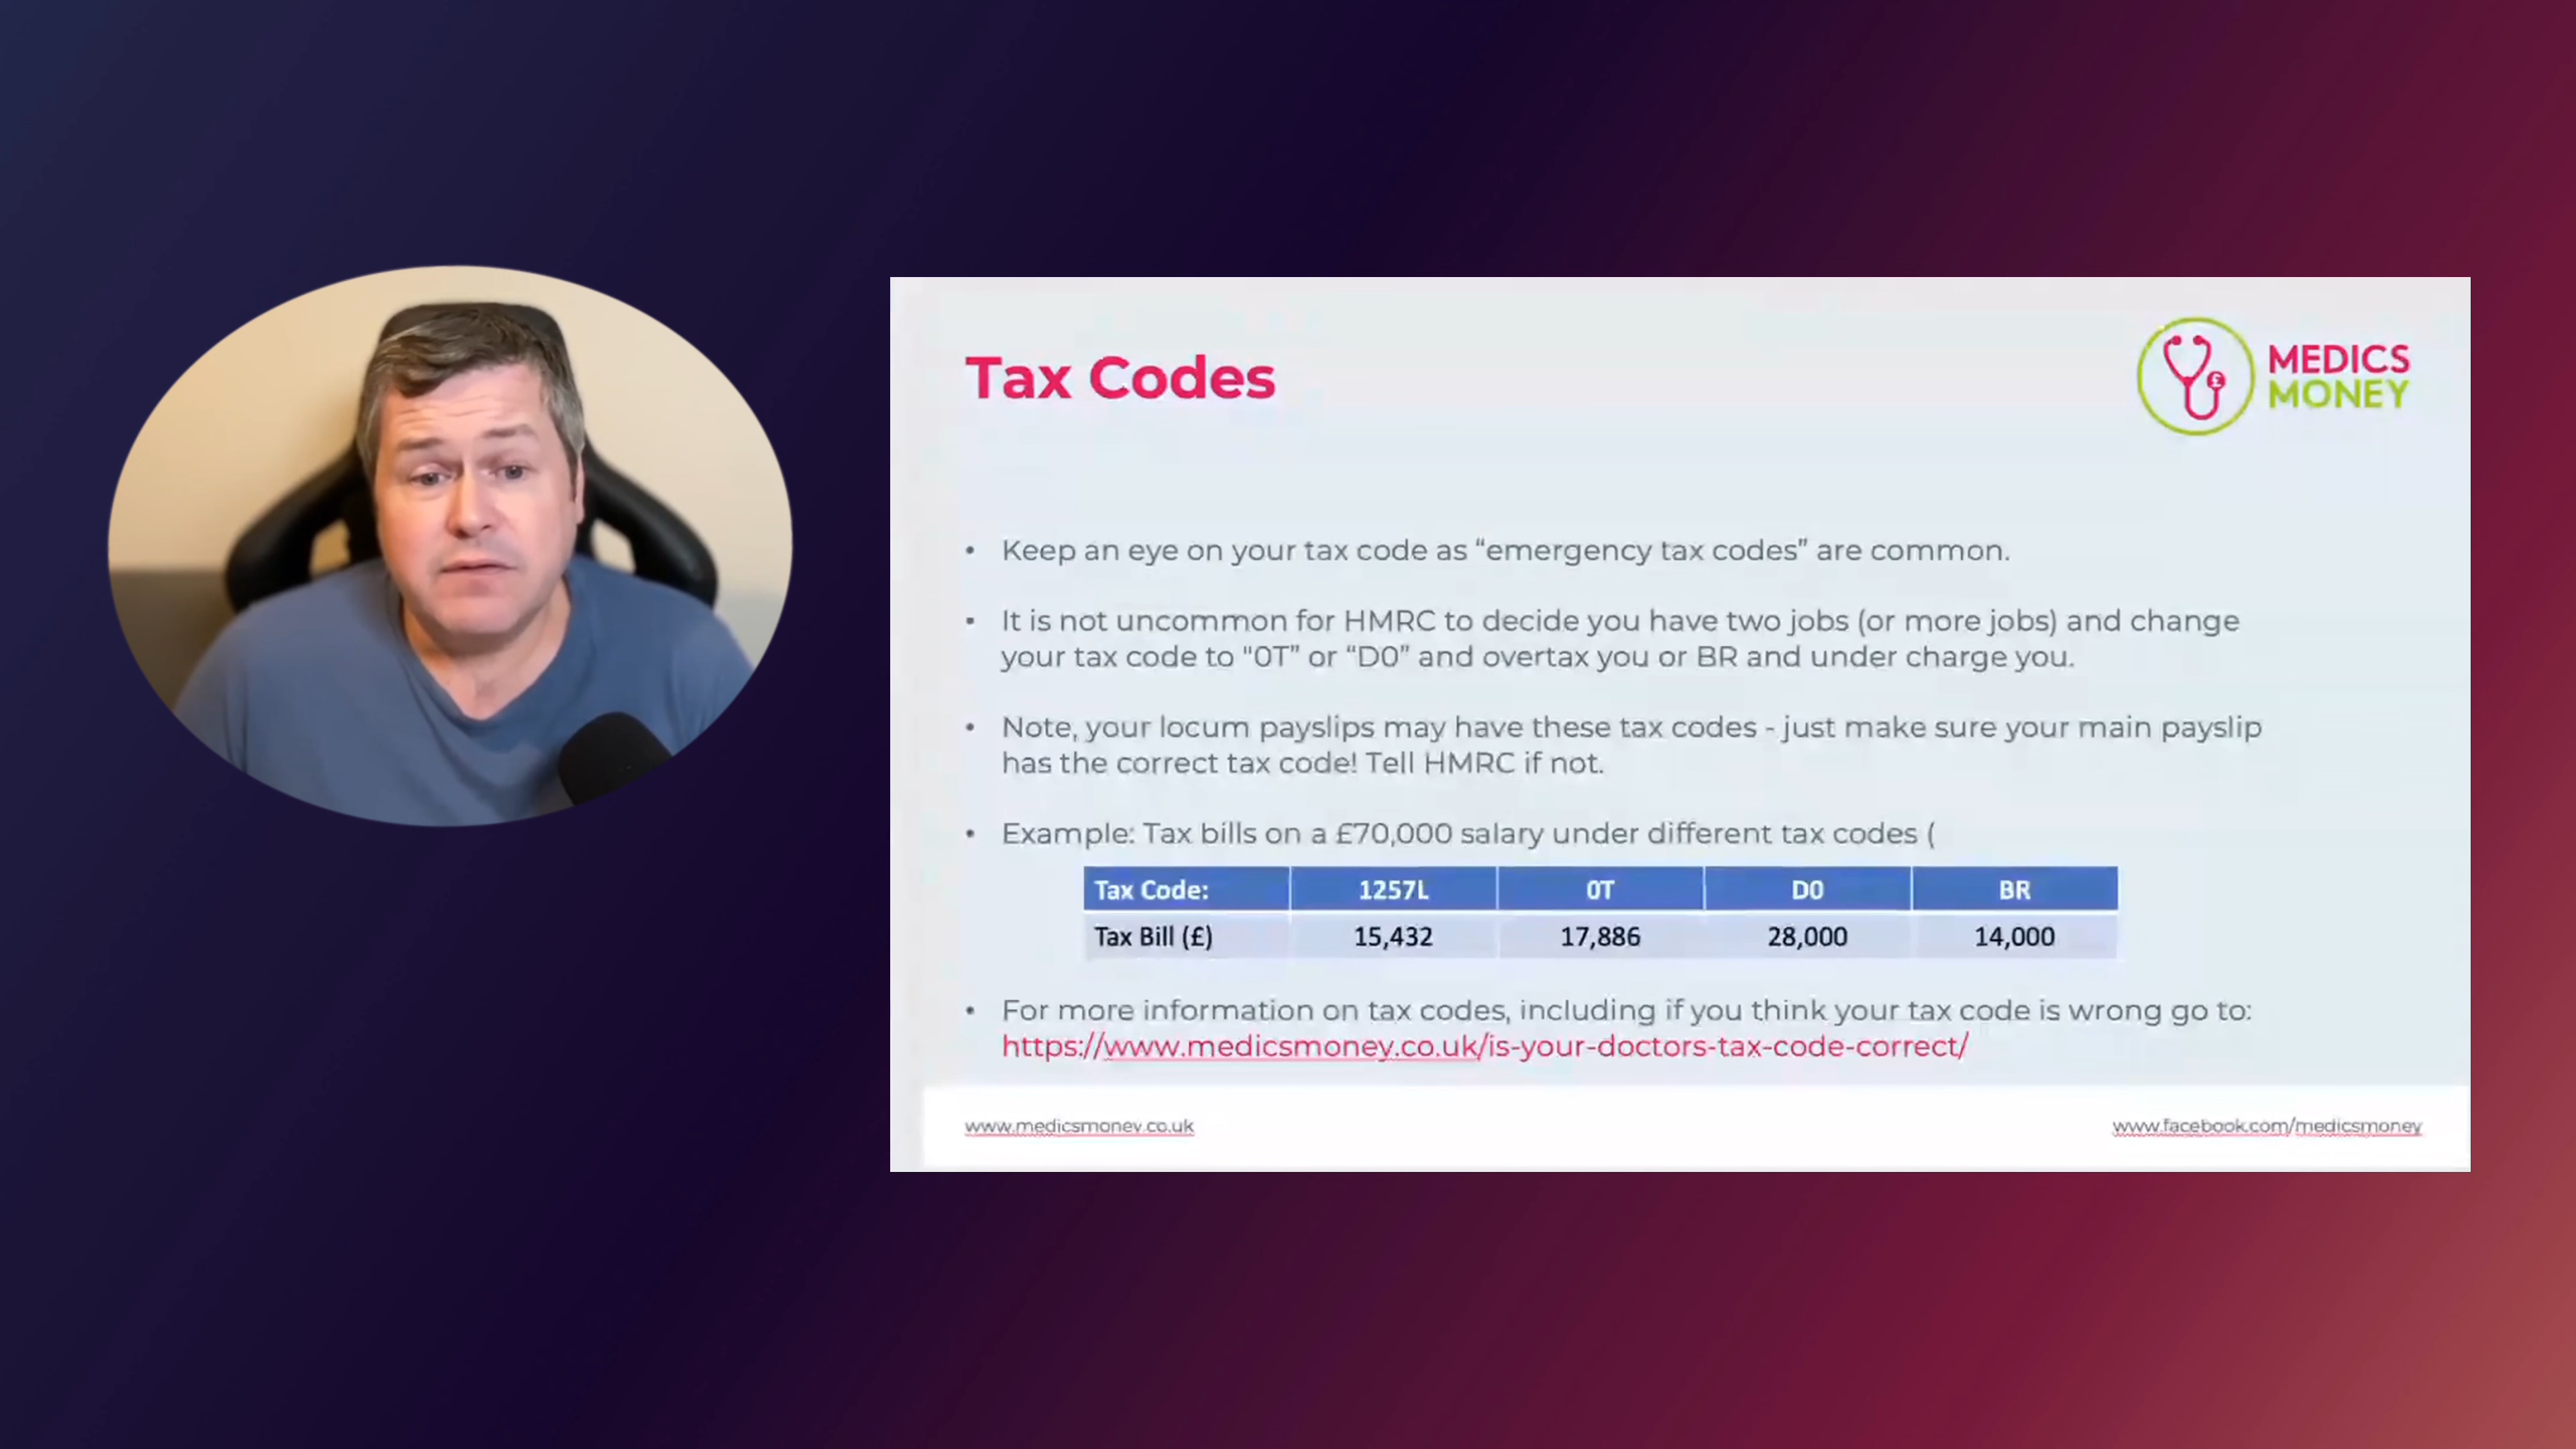 Tax Codes
MEDICS
MONEY
• Keep an eye on your tax code as “emergency tax codes” are common.
• It is not uncommon for HMRC to decide you have two jobs (or more jobs) and change
your tax code to “0T” or “D0” and overtax you or BR and under charge you.
• Note, your locum payslips may have these tax codes - just make sure your main payslip
has the correct tax code! Tell HMRC if not.
• Example: Tax bills on a £70,000 salary under different tax codes (
Tax Code: 1257L 0T D0 BR
Tax Bill (£) 15,432 17,886 28,000 14,000
• For more information on tax codes, including if you think your tax code is wrong go to:
https://www.medicsmoney.co.uk/is-your-doctors-tax-code-correct/
www.medicsmoney.co.uk
www.facebook.com/medicsmoney